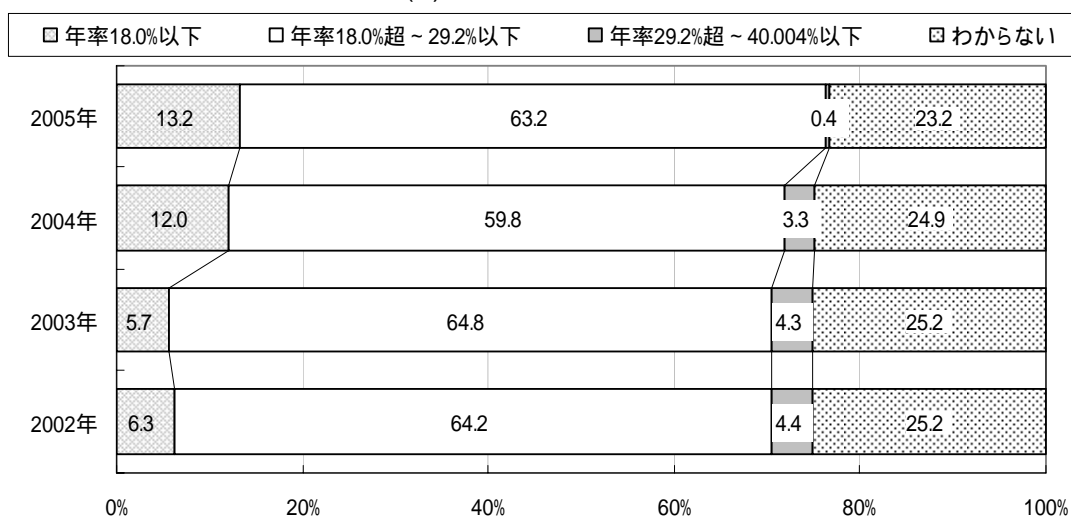 年率18.0%以下 年率18.0%超～29.2%以下 年率29.2%超～40.004%以下 わからない
2005年 13.2 63.2 0.4 23.2
2004年 12.0 59.8 3.3 24.9
2003年 5.7 64.8 4.3 25.2
2002年 6.3 64.2 4.4 25.2
0% 20% 40% 60% 80% 100%